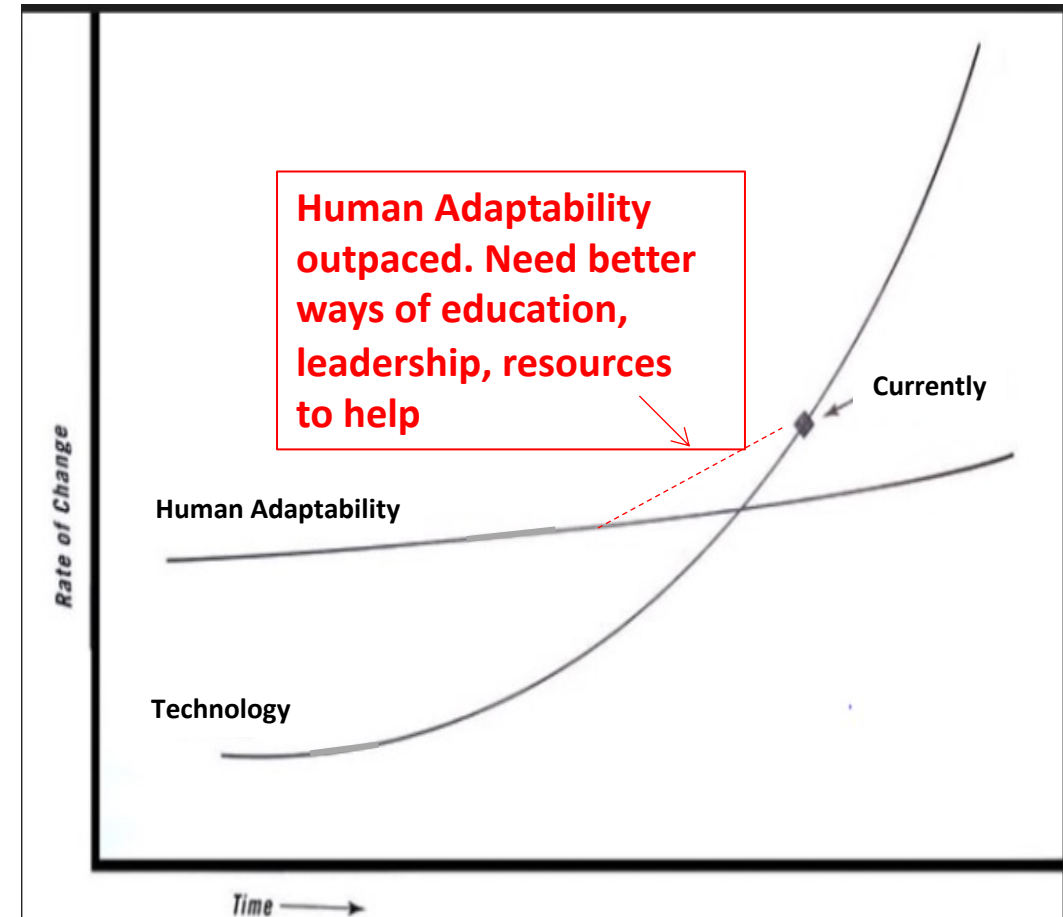 Human Adaptability
outpaced. Need better
ways of education,
leadership, resources
to help
Currently
Rate of Change
Human Adaptability
Technology
Time